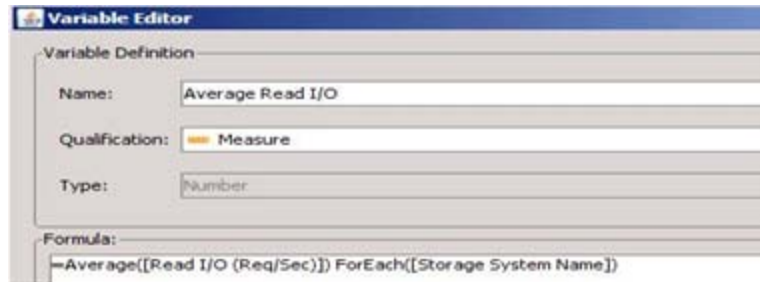 Variable Editor
Variable Definition
Name: Average Read I/O
Qualification: Measure
Type: Number
Formula:
=Average([Read I/O (Req/Sec)]) ForEach([Storage System Name])